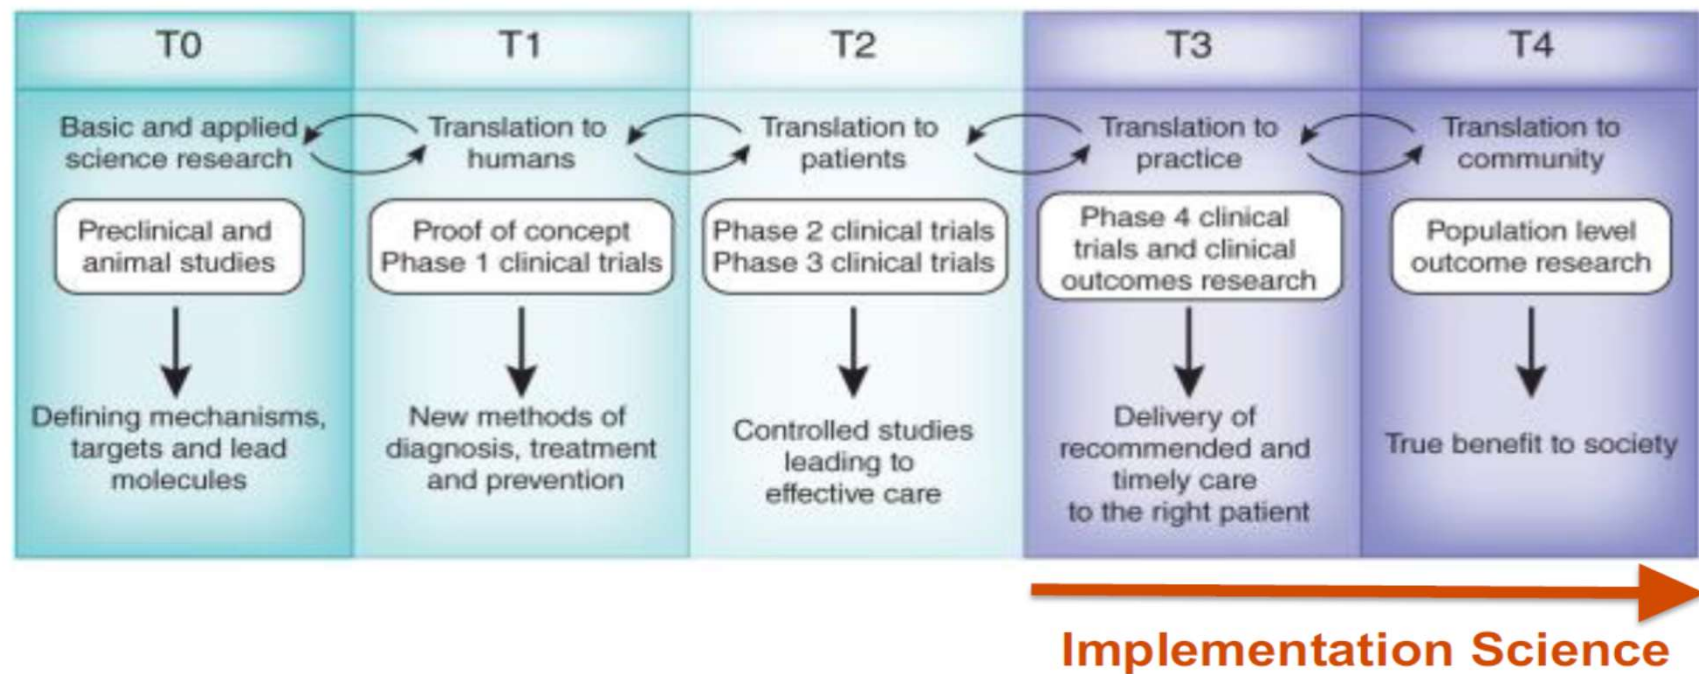 T0
Basic and applied
science research
Preclinical and
animal studies
Defining mechanisms,
targets and lead
molecules
T1
Translation to
humans
Proof of concept
Phase 1 clinical trials
New methods of
diagnosis, treatment
and prevention
T2
Translation to
patients
Phase 2 clinical trials
Phase 3 clinical trials
Controlled studies
leading to
effective care
T3
Translation to
practice
Phase 4 clinical
trials and clinical
outcomes research
Delivery of
recommended and
timely care
to the right patient
T4
Translation to
community
Population level
outcome research
True benefit to society
Implementation Science